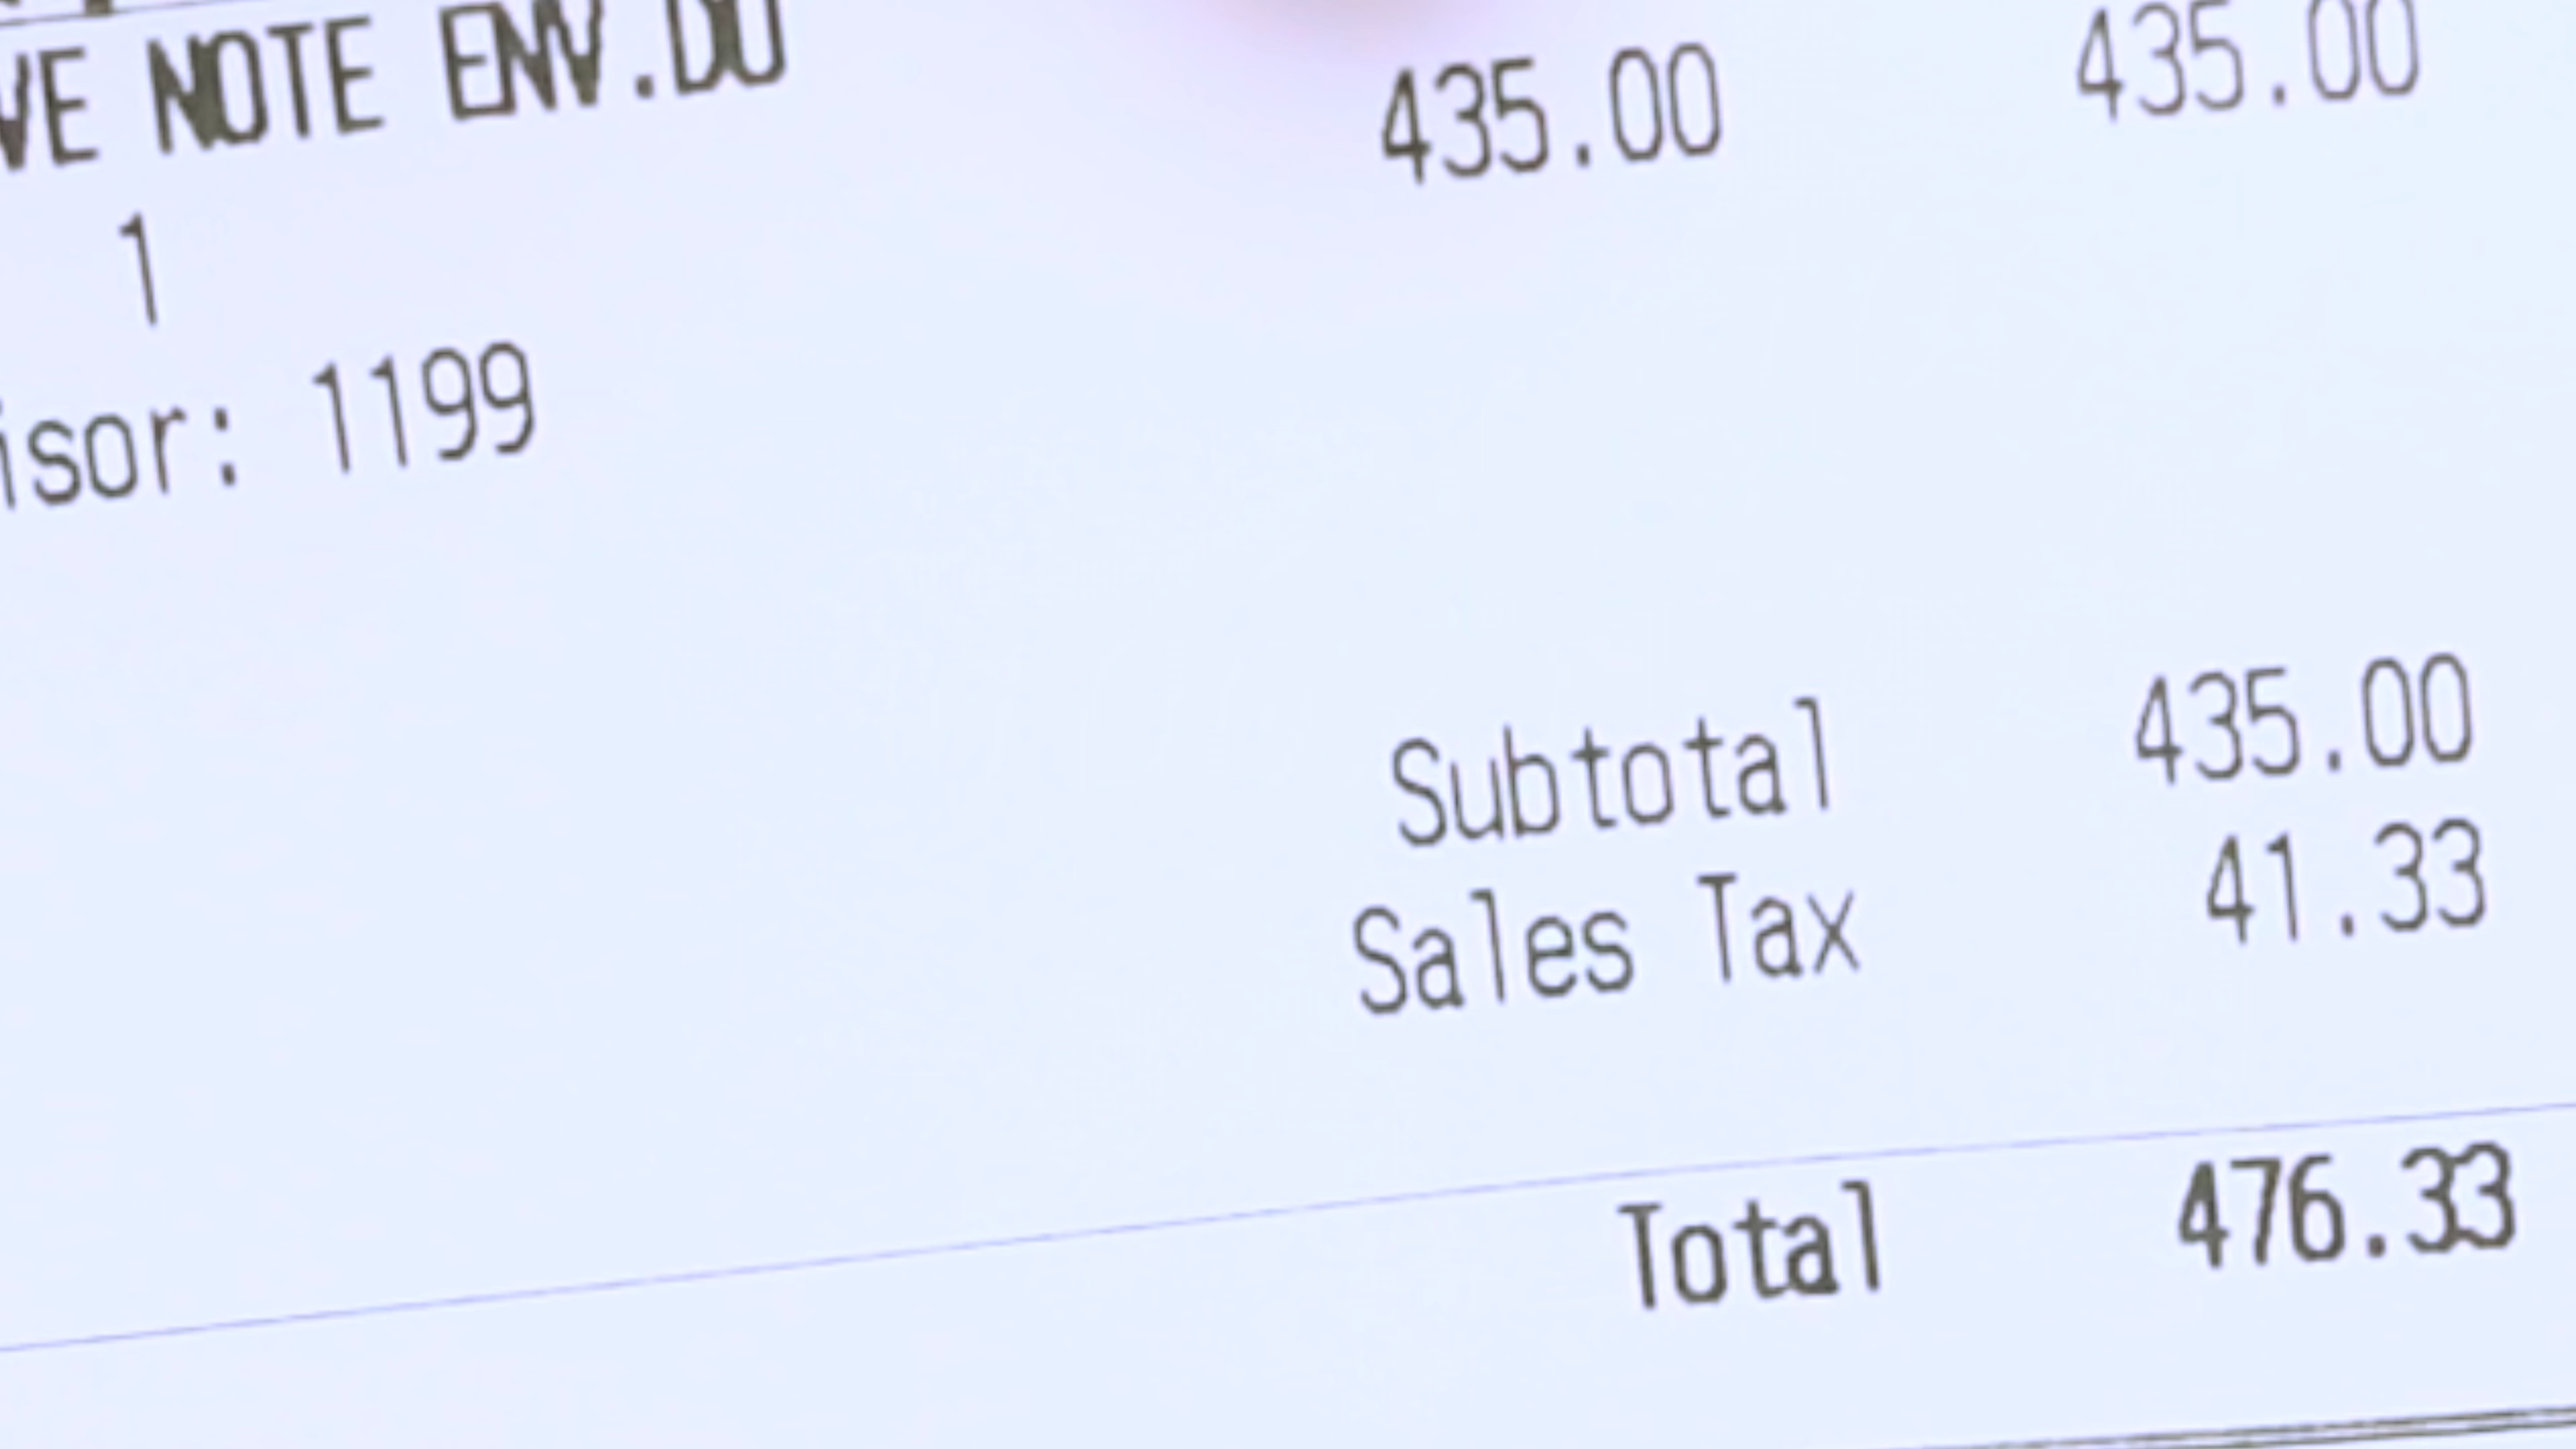 VE NOTE ENV.DO 435.00 435.00
1
isor: 1199
Subtotal 435.00
Sales Tax 41.33
Total 476.33